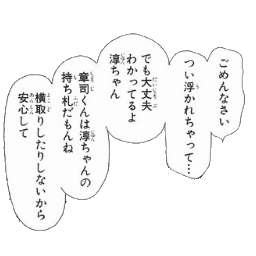 ごめんなさい
つい浮かれちゃって…
でも大丈夫
わかってるよ
淳ちゃん
章司くんは淳ちゃんの
持ち札だもんね
横取りしたりしないから
安心して